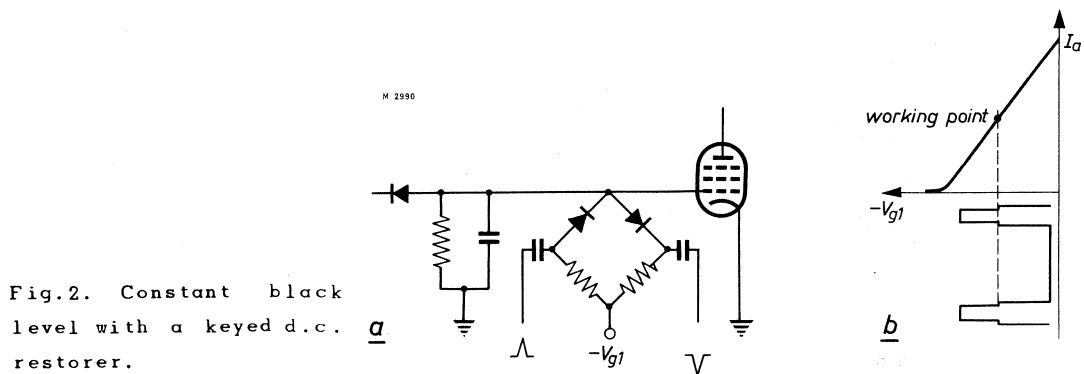 M 2990
Ia
working point
-Vg1
Fig.2. Constant black
level with a keyed d.c.
restorer.
a
-Vg1
b